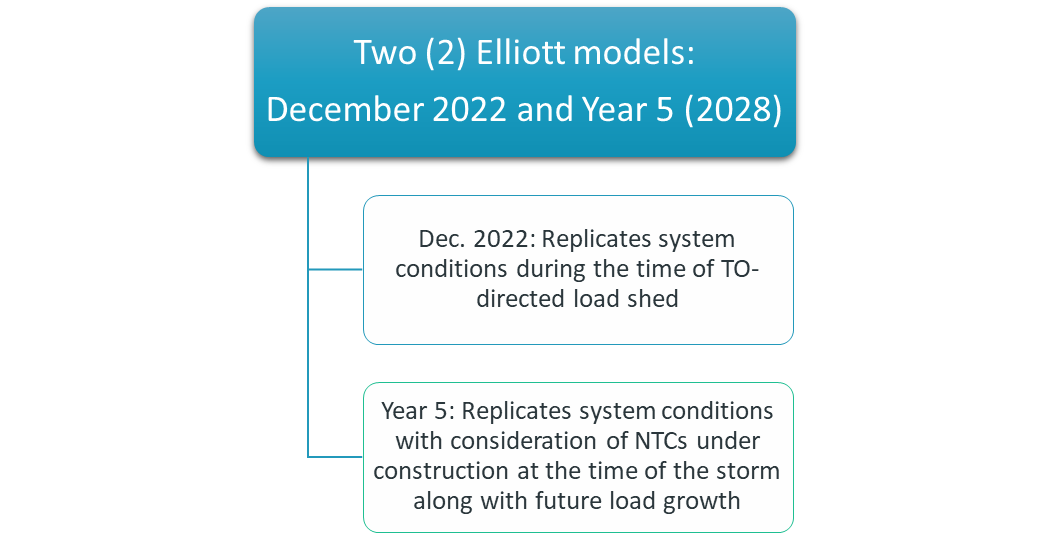 Two (2) Elliott models:
December 2022 and Year 5 (2028)
Dec. 2022: Replicates system
conditions during the time of TO-
directed load shed
Year 5: Replicates system conditions
with consideration of NTCs under
construction at the time of the storm
along with future load growth